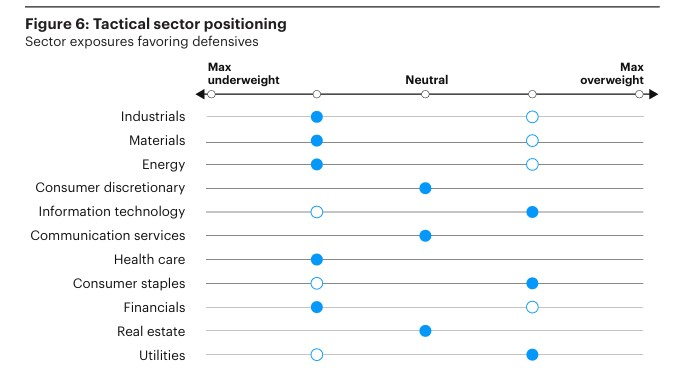 Figure 6: Tactical sector positioning
Sector exposures favoring defensives
Max underweight
Neutral
Max overweight
Industrials
Materials
Energy
Consumer discretionary
Information technology
Communication services
Health care
Consumer staples
Financials
Real estate
Utilities